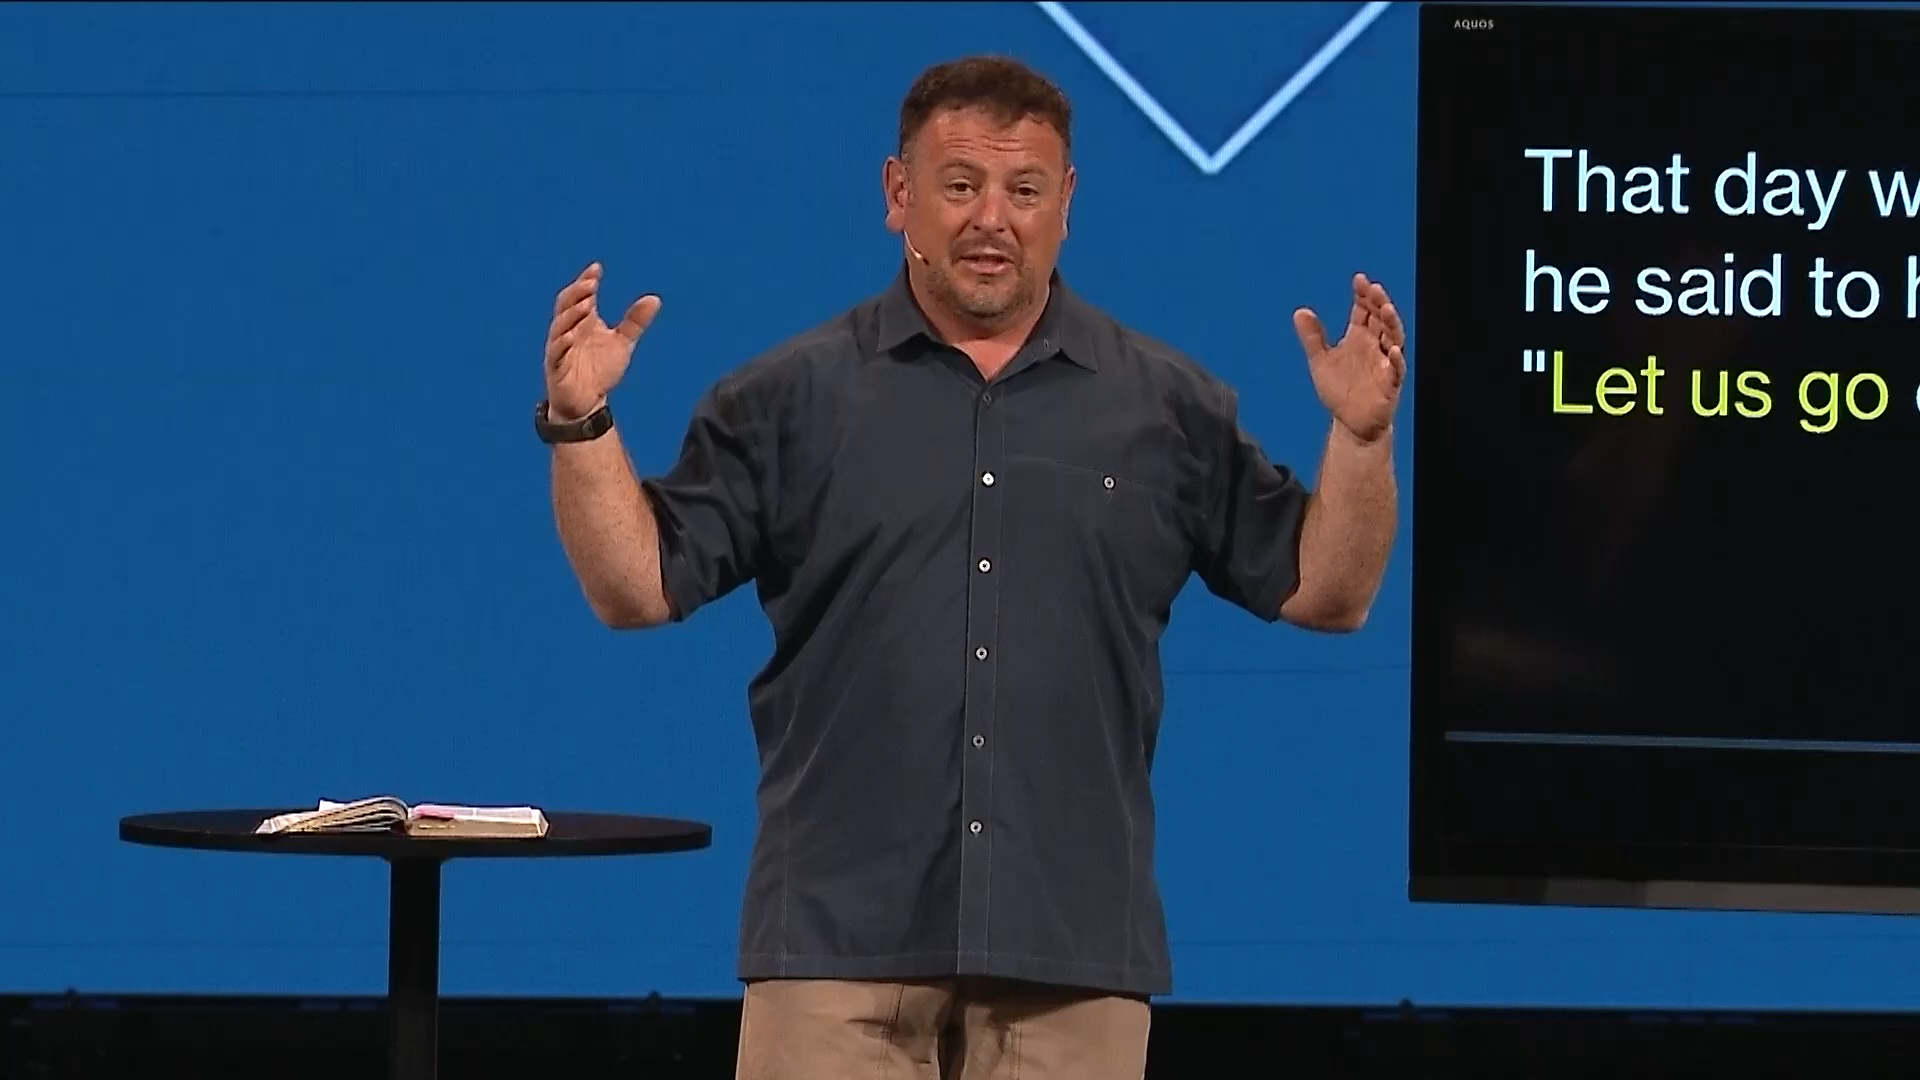 AQUOS
That day w
he said to h
"Let us go